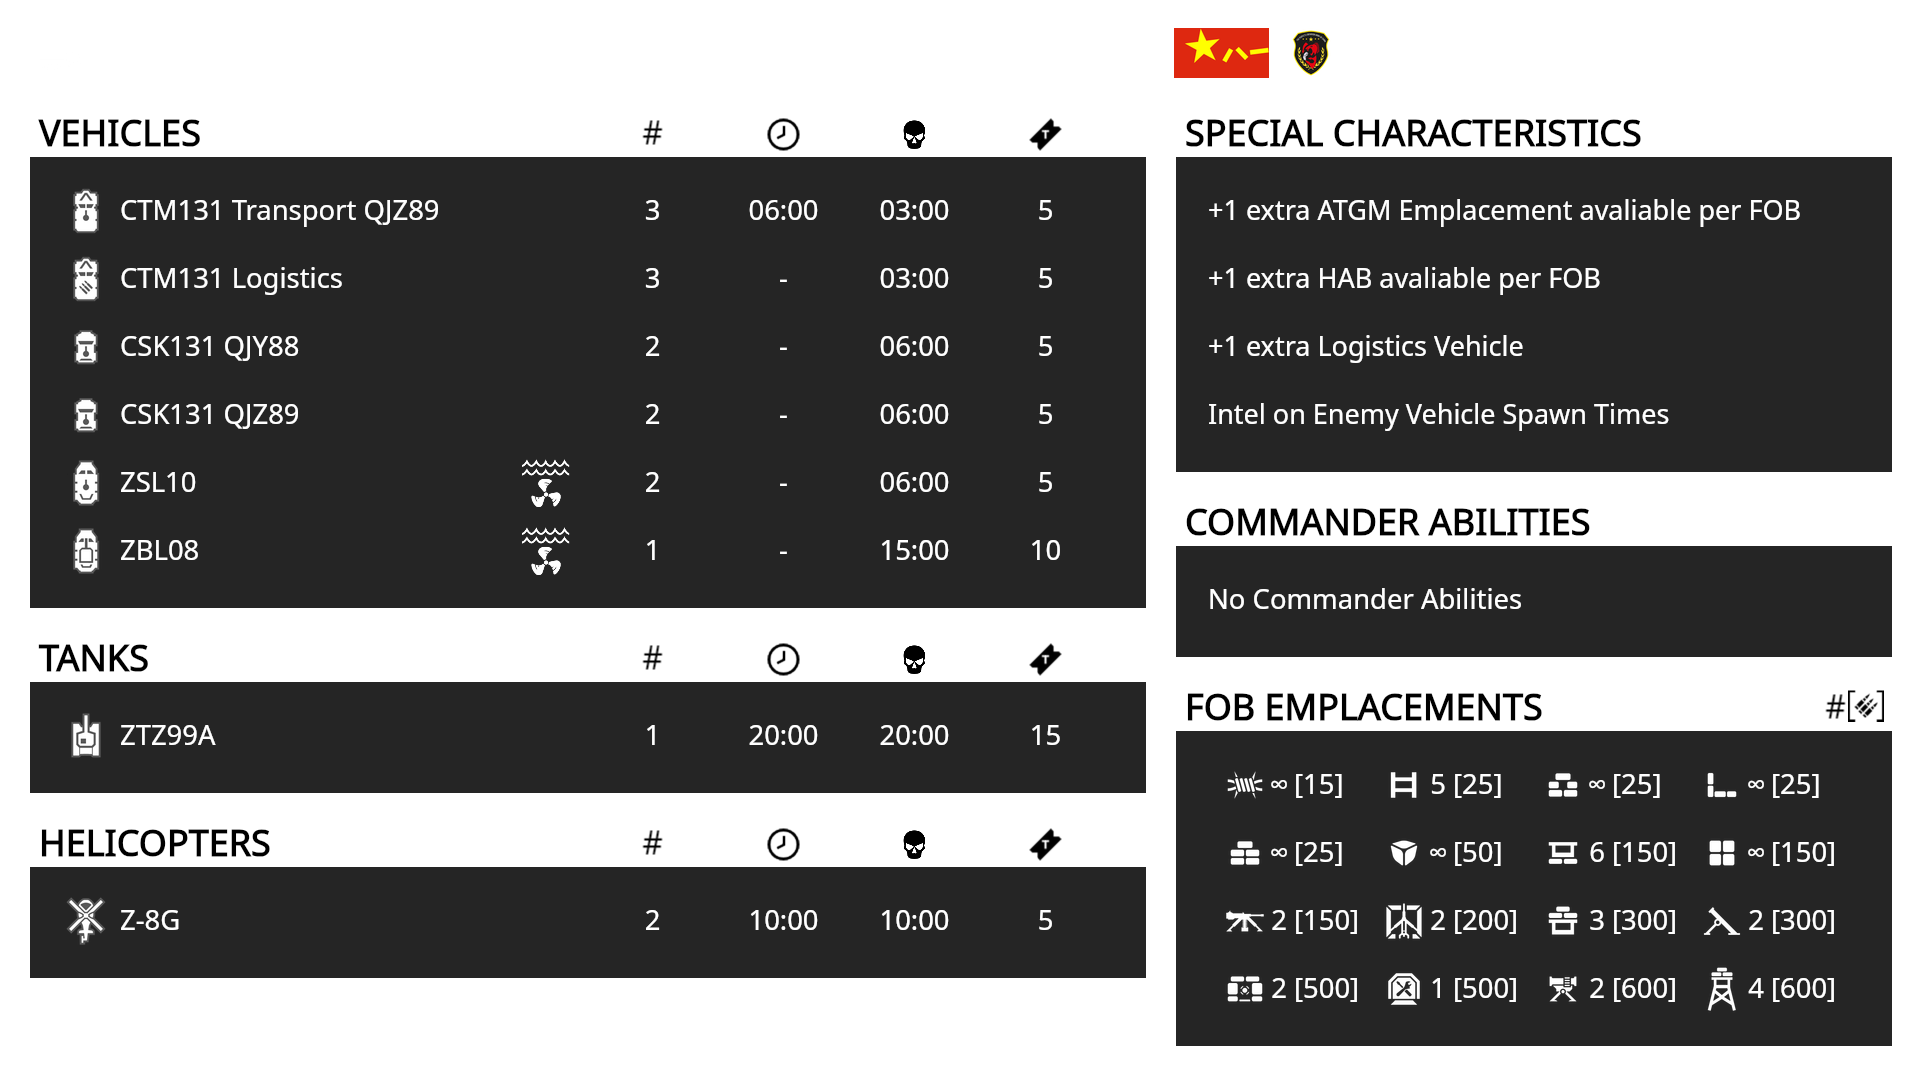 八一
VEHICLES #
CTM131 Transport QJZ89 3 06:00 03:00 5
CTM131 Logistics 3 - 03:00 5
CSK131 QJY88 2 - 06:00 5
CSK131 QJZ89 2 - 06:00 5
ZSL10 2 - 06:00 5
ZBL08 1 - 15:00 10
TANKS #
ZTZ99A 1 20:00 20:00 15
HELICOPTERS #
Z-8G 2 10:00 10:00 5
SPECIAL CHARACTERISTICS
+1 extra ATGM Emplacement avaliable per FOB
+1 extra HAB avaliable per FOB
+1 extra Logistics Vehicle
Intel on Enemy Vehicle Spawn Times
COMMANDER ABILITIES
No Commander Abilities
FOB EMPLACEMENTS #[ ]
∞ [15] 5 [25] ∞ [25] ∞ [25]
∞ [25] ∞ [50] 6 [150] ∞ [150]
2 [150] 2 [200] 3 [300] 2 [300]
2 [500] 1 [500] 2 [600] 4 [600]